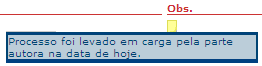 Obs.
Processo foi levado em carga pela parte
autora na data de hoje.